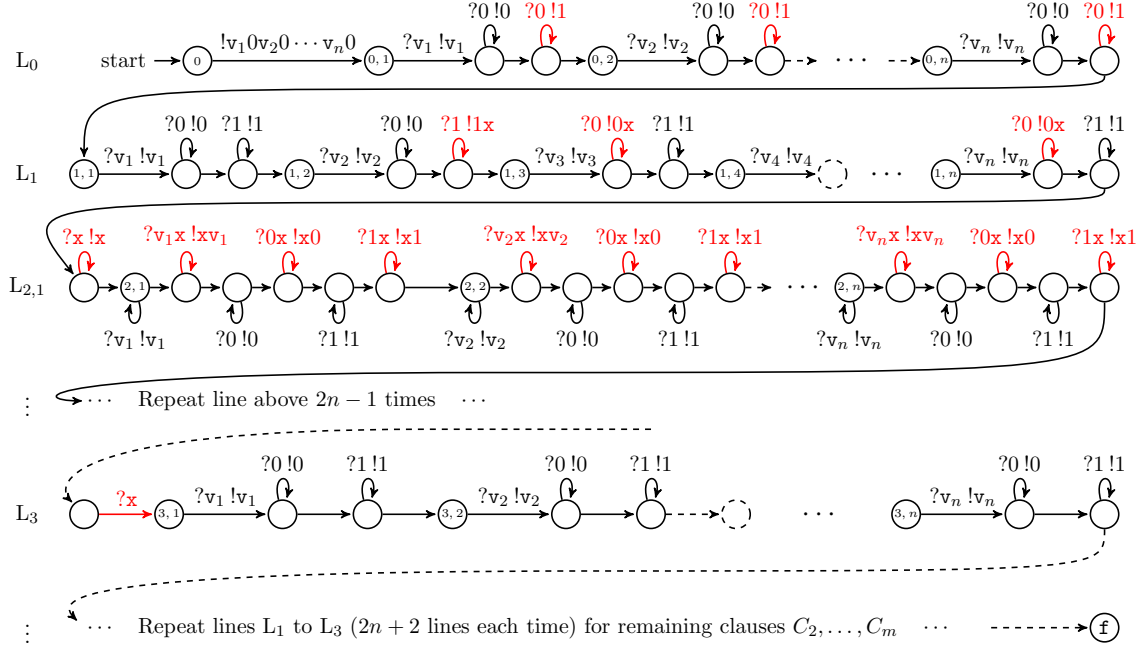 ?0 !0 ?0 !1 ?0 !0 ?0 !1 ?0 !0 ?0 !1
L₀ start 0 !v₁0v₂0 ⋯ vₙ0 0, 1 ?v₁ !v₁ 0, 2 ?v₂ !v₂ ⋯ 0, n ?vₙ !vₙ
?0 !0 ?1 !1 ?0 !0 ?1 !1x ?0 !0x ?1 !1 ?0 !0x ?1 !1
L₁ 1, 1 ?v₁ !v₁ 1, 2 ?v₂ !v₂ 1, 3 ?v₃ !v₃ 1, 4 ?v₄ !v₄ ⋯ 1, n ?vₙ !vₙ
?x !x ?v₁x !xv₁ ?0x !x0 ?1x !x1 ?v₂x !xv₂ ?0x !x0 ?1x !x1 ?vₙx !xvₙ ?0x !x0 ?1x !x1
L₂,₁ 2, 1 2, 2 ⋯ 2, n
?v₁ !v₁ ?0 !0 ?1 !1 ?v₂ !v₂ ?0 !0 ?1 !1 ?vₙ !vₙ ?0 !0 ?1 !1
⋮ ⋯ Repeat line above 2n − 1 times ⋯
?0 !0 ?1 !1 ?0 !0 ?1 !1 ?0 !0 ?1 !1
L₃ ?x 3, 1 ?v₁ !v₁ 3, 2 ?v₂ !v₂ ⋯ 3, n ?vₙ !vₙ
⋮ ⋯ Repeat lines L₁ to L₃ (2n + 2 lines each time) for remaining clauses C₂, …, Cₘ ⋯ f